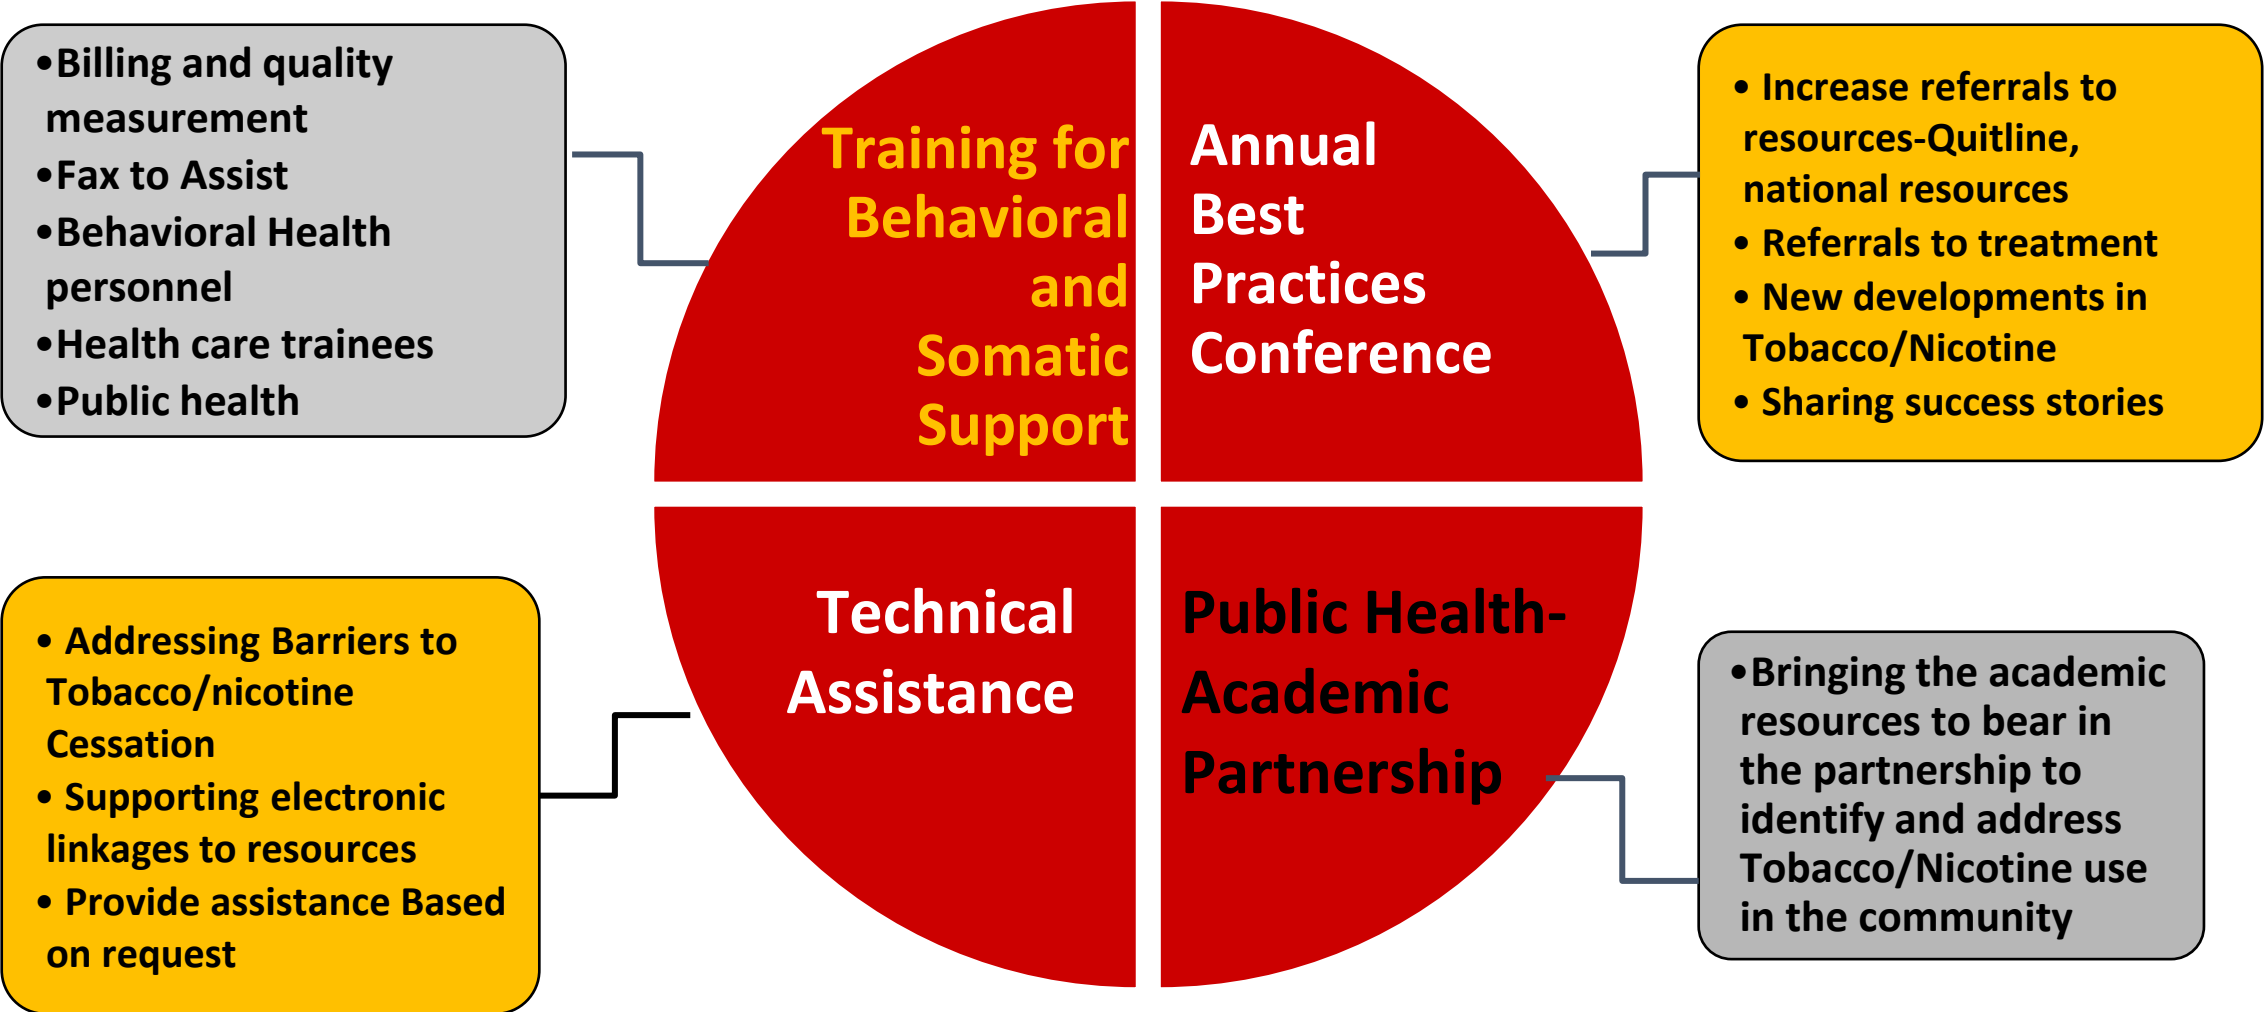 •Billing and quality
measurement
•Fax to Assist
•Behavioral Health
personnel
•Health care trainees
•Public health
Training for
Behavioral
and
Somatic
Support
Annual
Best
Practices
Conference
• Increase referrals to
resources-Quitline,
national resources
• Referrals to treatment
• New developments in
Tobacco/Nicotine
• Sharing success stories
• Addressing Barriers to
Tobacco/nicotine
Cessation
• Supporting electronic
linkages to resources
• Provide assistance Based
on request
Technical
Assistance
Public Health-
Academic
Partnership
•Bringing the academic
resources to bear in
the partnership to
identify and address
Tobacco/Nicotine use
in the community